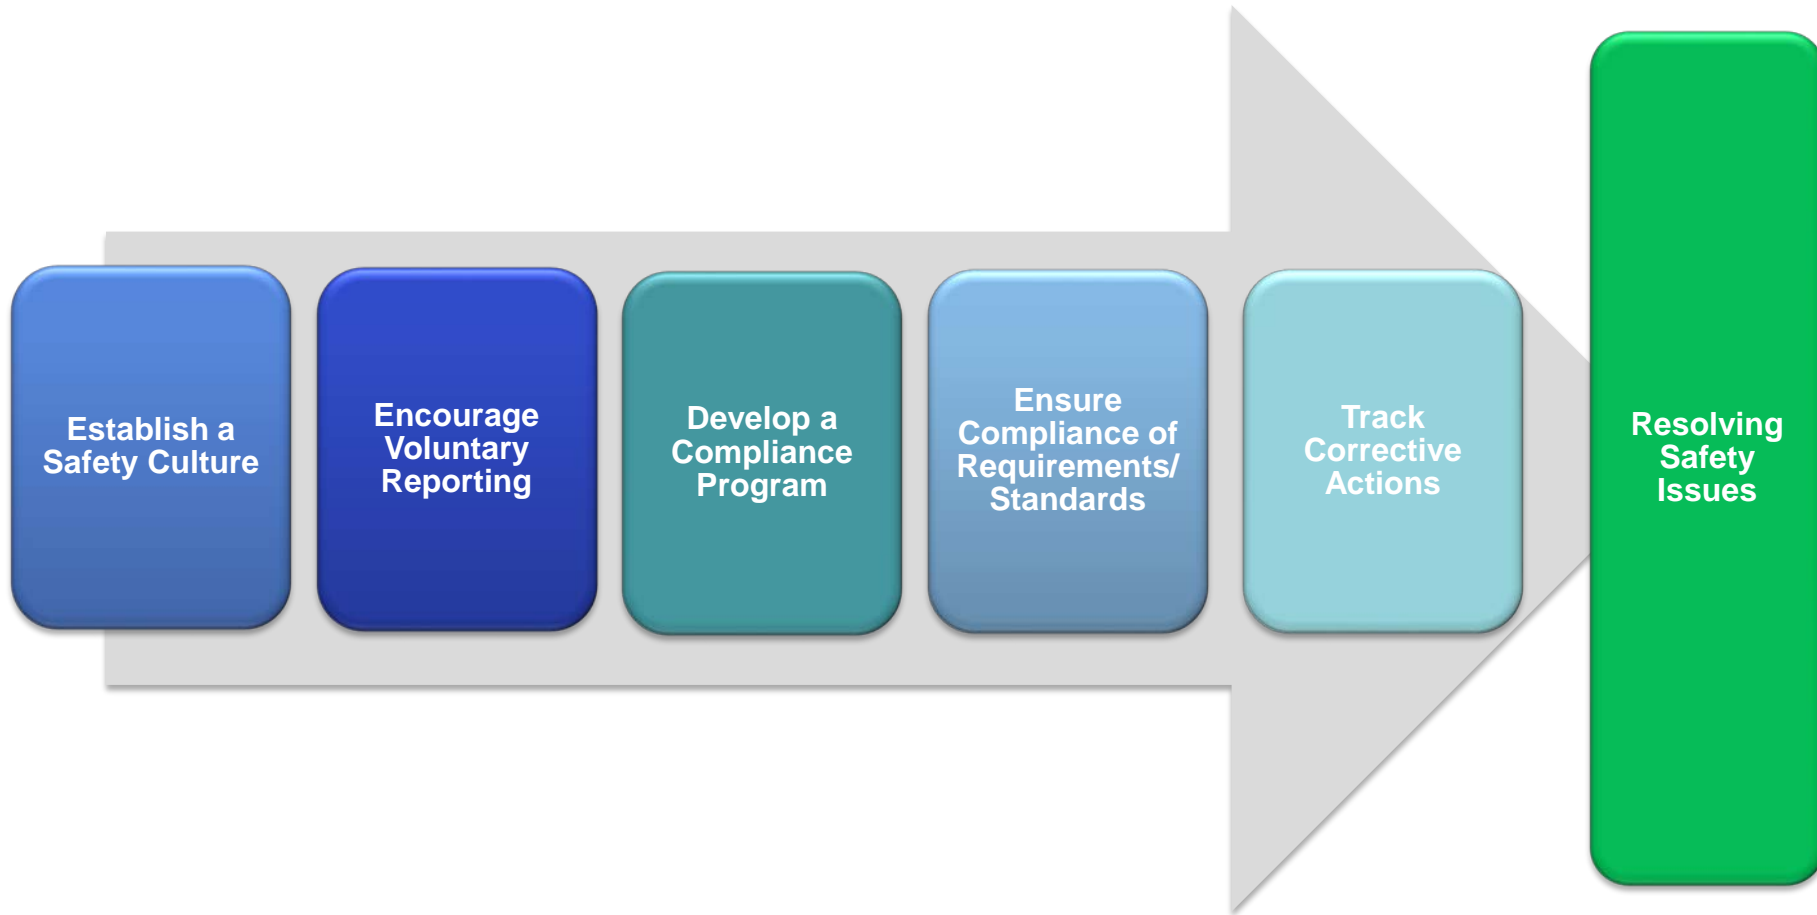 Establish a
Safety Culture
Encourage
Voluntary
Reporting
Develop a
Compliance
Program
Ensure
Compliance of
Requirements/
Standards
Track
Corrective
Actions
Resolving
Safety
Issues